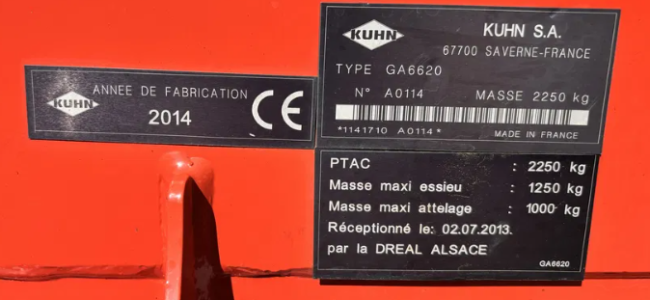 KUHN
ANNEE DE FABRICATION
2014
CE
KUHN
KUHN S.A.
67700 SAVERNE-FRANCE
TYPE GA6620
N° A0114 MASSE 2250 kg
*1141710 A0114*
MADE IN FRANCE
PTAC : 2250 kg
Masse maxi essieu : 1250 kg
Masse maxi attelage : 1000 kg
Réceptionné le: 02.07.2013.
par la DREAL ALSACE
GA6620